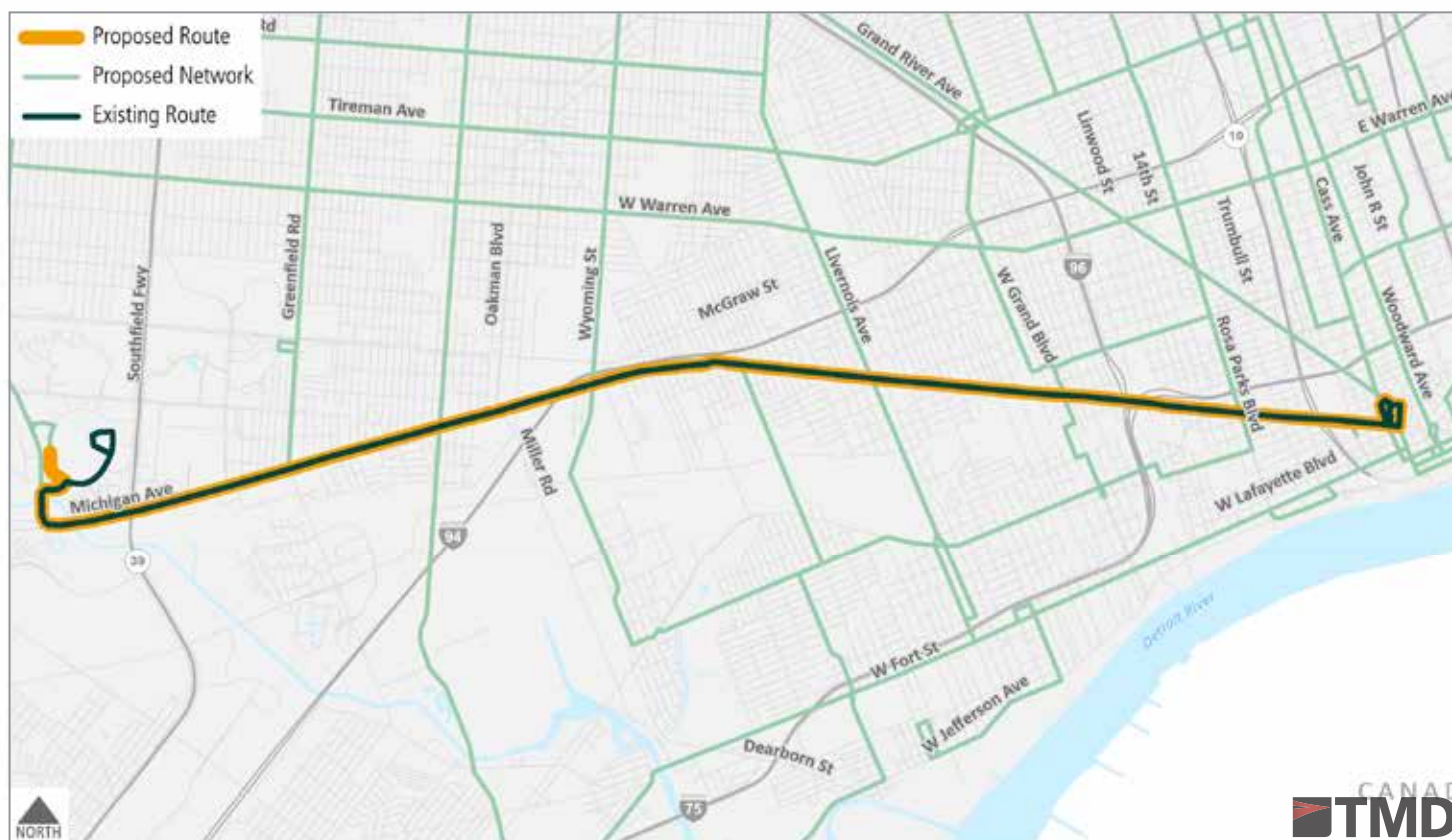 Proposed Route
Proposed Network
Existing Route
Rd
Tireman Ave
Grand River Ave
E Warren Ave
Linwood St
14th St
10
Cass Ave
John R St
W Warren Ave
Trumbull St
Greenfield Rd
Oakman Blvd
Wyoming St
Southfield Fwy
Livernois Ave
W Grand Blvd
96
McGraw St
Woodward Ave
Rosa Parks Blvd
Miller Rd
Michigan Ave
W Lafayette Blvd
94
39
Detroit River
W Fort St
W Jefferson Ave
Dearborn St
75
CANAD
NORTH
TMD